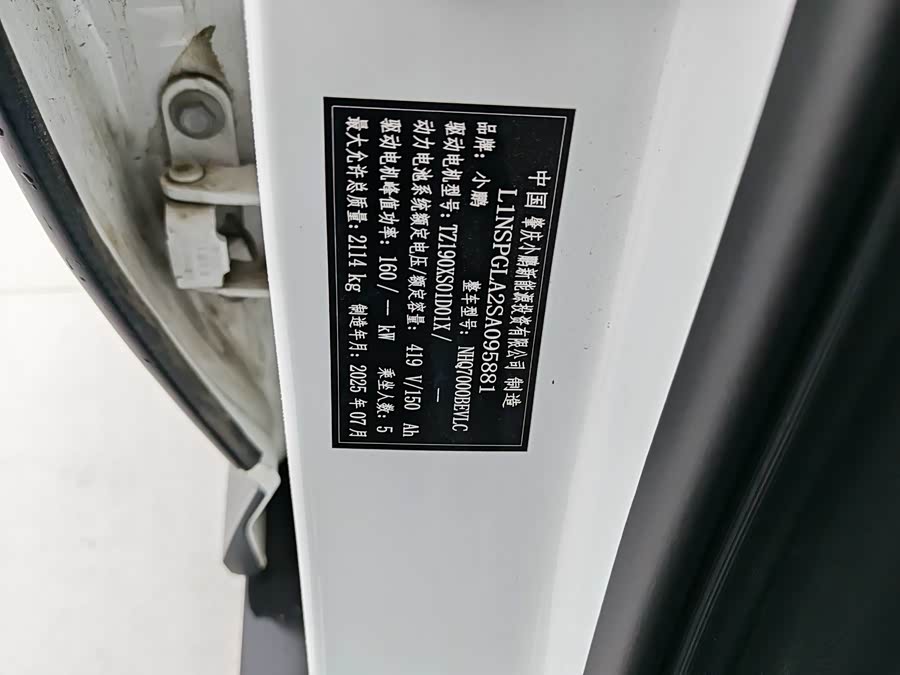 中国 肇庆小鹏新能源投资有限公司 制造
L1NSPGLA2SA095881
品牌：小鹏 整车型号：NHQ7000BEVLC
驱动电机型号：TZ190XS01D01X/ —
动力电池系统额定电压/额定容量：419 V/150 Ah
驱动电机峰值功率：160/— kW 乘坐人数：5
最大允许总质量：2114 kg 制造年月：2025 年 07 月